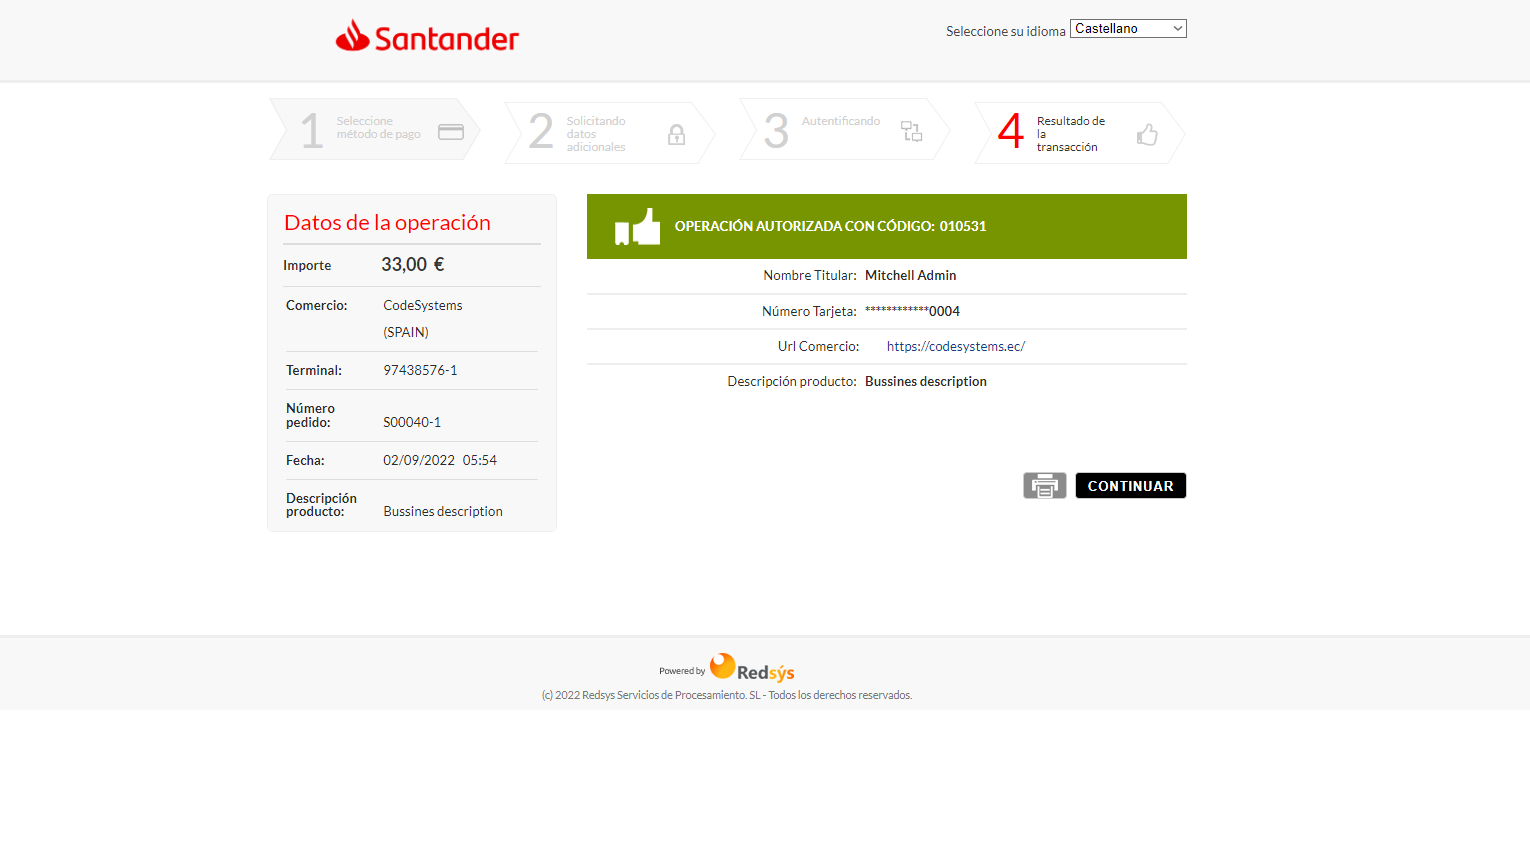 Santander
Seleccione su idioma Castellano
1 Seleccione
método de pago
2 Solicitando
datos
adicionales
3 Autentificando
4 Resultado de
la
transacción
Datos de la operación
Importe 33,00 €
Comercio: CodeSystems
(SPAIN)
Terminal: 97438576-1
Número
pedido: S00040-1
Fecha: 02/09/2022 05:54
Descripción
producto: Bussines description
OPERACIÓN AUTORIZADA CON CÓDIGO: 010531
Nombre Titular: Mitchell Admin
Número Tarjeta: ************0004
Url Comercio: https://codesystems.ec/
Descripción producto: Bussines description
CONTINUAR
Powered by Redsýs
(c) 2022 Redsys Servicios de Procesamiento. SL - Todos los derechos reservados.